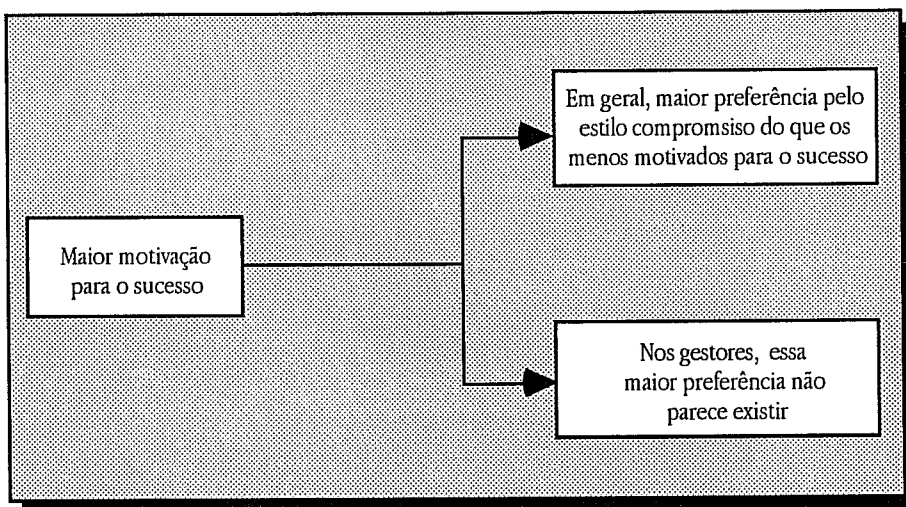 Em geral, maior preferência pelo
estilo compromsiso do que os
menos motivados para o sucesso
Maior motivação
para o sucesso
Nos gestores, essa
maior preferência não
parece existir